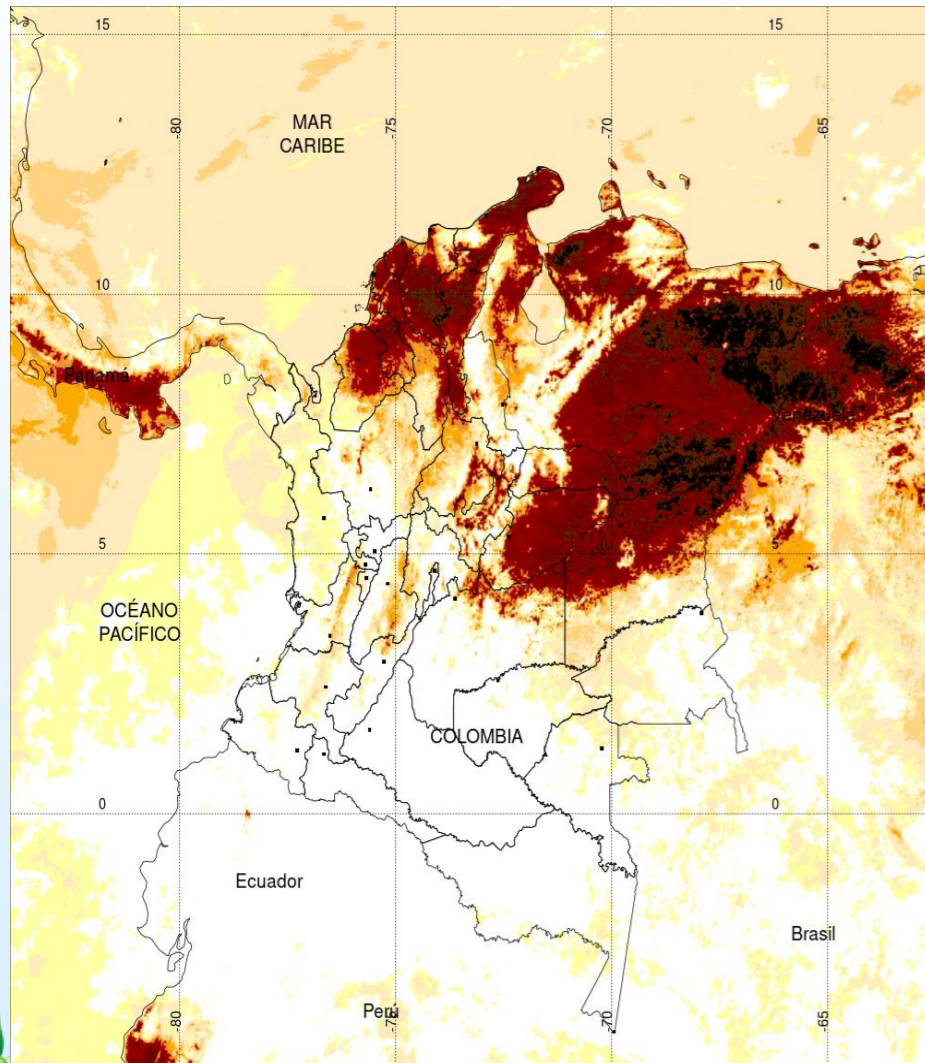 15
15
-80
-75
-70
-65
MAR
CARIBE
10
10
Panamá
Venezuela
5
5
OCÉANO
PACÍFICO
COLOMBIA
0
0
Ecuador
Brasil
Perú
-80
-75
-70
-65